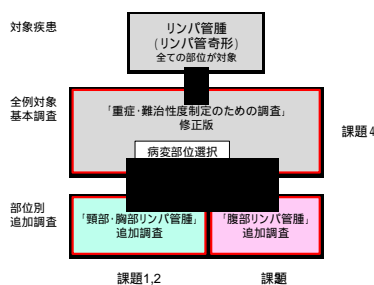 対象疾患
リンパ管腫
(リンパ管奇形)
全ての部位が対象
全例対象
基本調査
「重症・難治性度制定のための調査」
修正版
病変部位選択
課題4
部位別
追加調査
「頸部・胸部リンパ管腫」
追加調査
「腹部リンパ管腫」
追加調査
課題1,2
課題